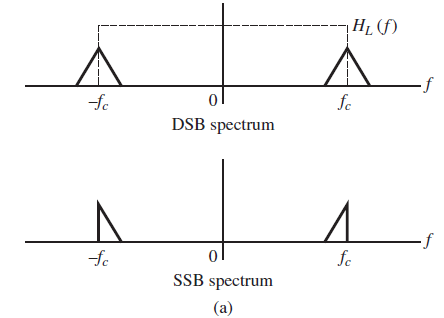 H_L (f)
f
–f_c 0 f_c
DSB spectrum
f
–f_c 0 f_c
SSB spectrum
(a)